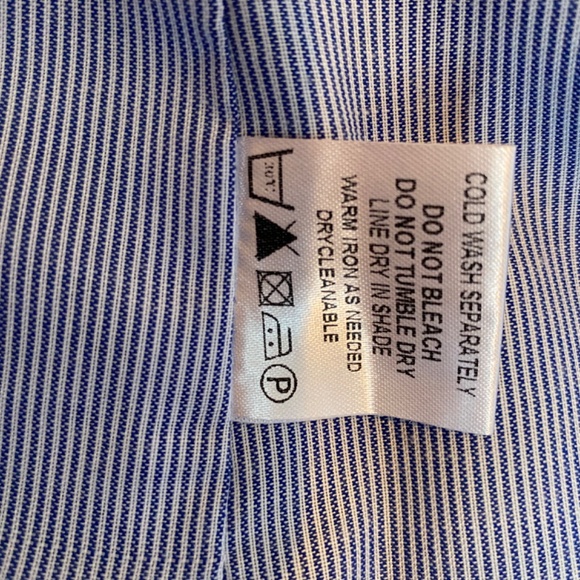 COLD WASH SEPARATELY
DO NOT BLEACH
DO NOT TUMBLE DRY
LINE DRY IN SHADE
WARM IRON AS NEEDED
DRYCLEANABLE
30°C
P